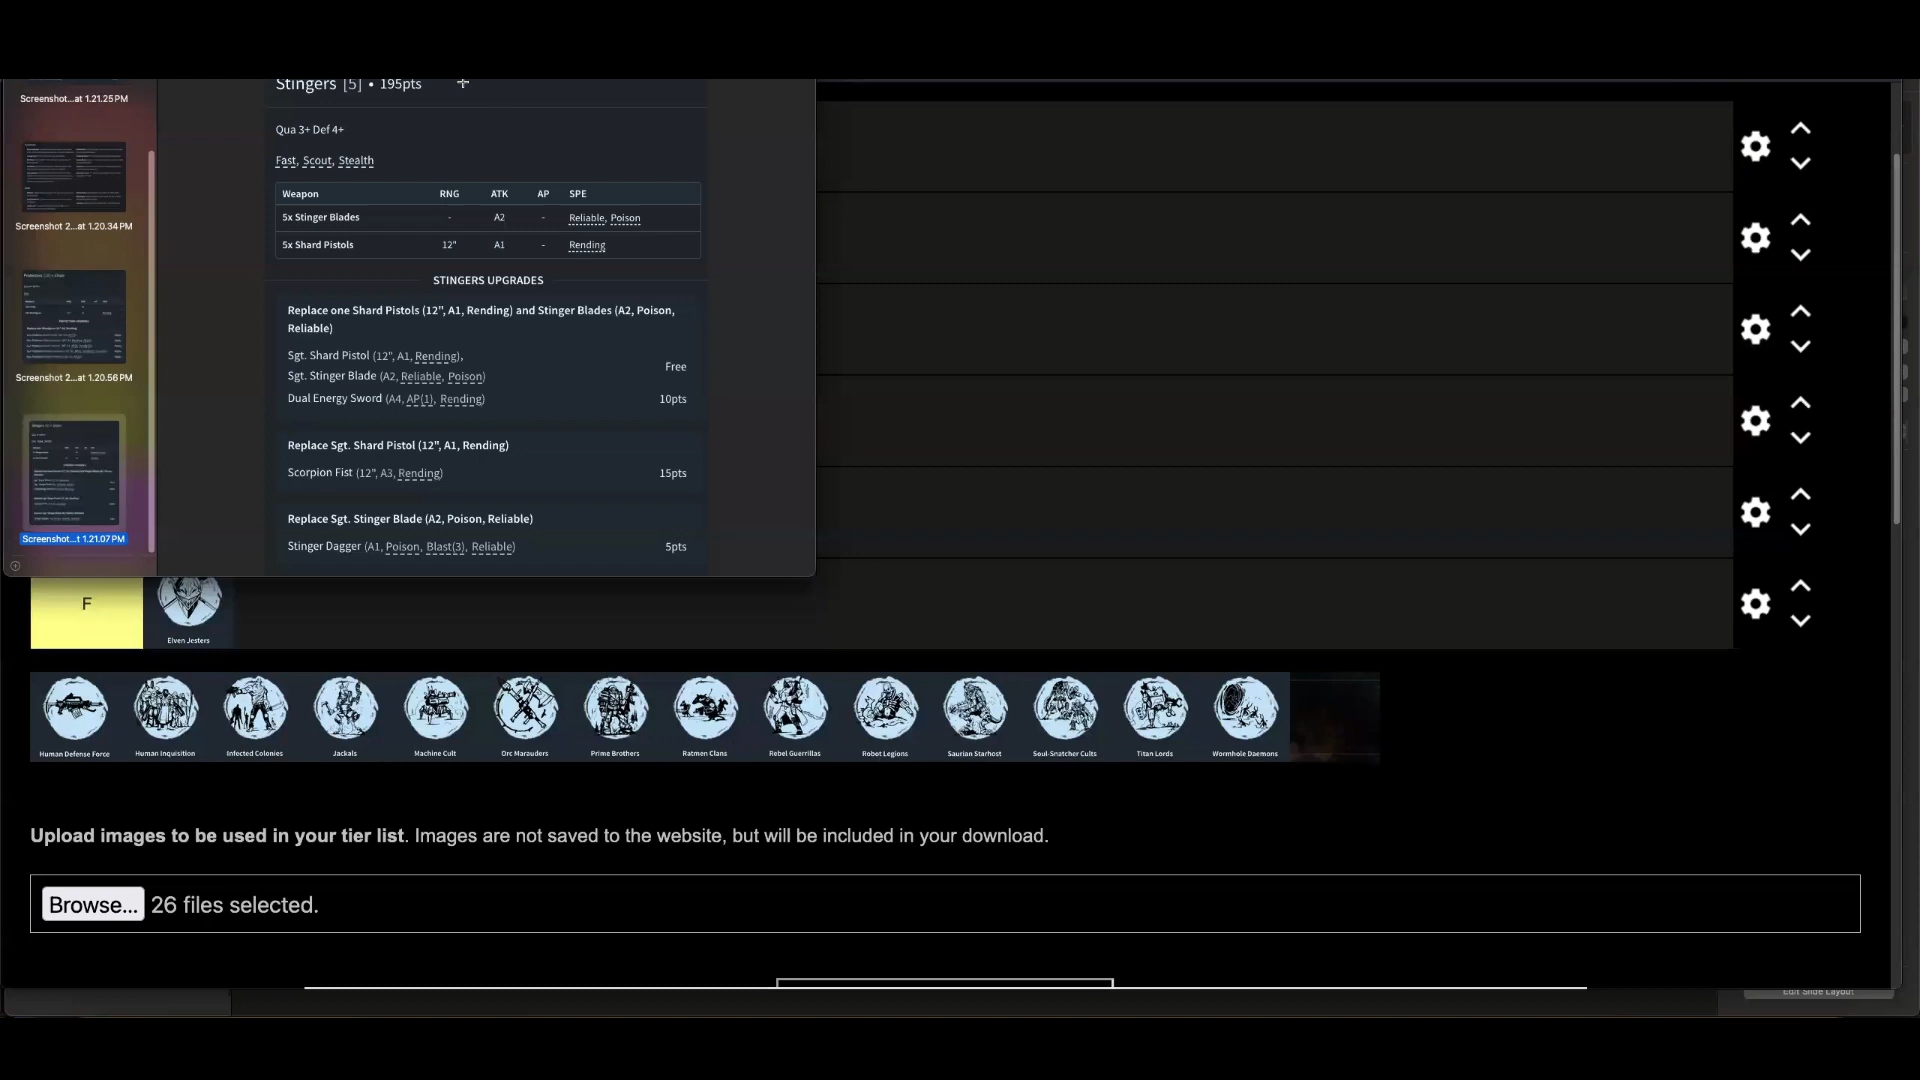 Stingers [5] • 195pts
Screenshot...at 1.21.25 PM
Qua 3+ Def 4+
Fast, Scout, Stealth
Weapon RNG ATK AP SPE
5x Stinger Blades - A2 - Reliable, Poison
5x Shard Pistols 12" A1 - Rending
Screenshot 2...at 1.20.34 PM
STINGERS UPGRADES
Replace one Shard Pistols (12", A1, Rending) and Stinger Blades (A2, Poison,
Reliable)
Sgt. Shard Pistol (12", A1, Rending),
Sgt. Stinger Blade (A2, Reliable, Poison)
Free
Dual Energy Sword (A4, AP(1), Rending) 10pts
Screenshot 2...at 1.20.56 PM
Replace Sgt. Shard Pistol (12", A1, Rending)
Scorpion Fist (12", A3, Rending) 15pts
Replace Sgt. Stinger Blade (A2, Poison, Reliable)
Stinger Dagger (A1, Poison, Blast(3), Reliable) 5pts
Screenshot...t 1.21.07 PM
F
Elven Jesters
Human Defense Force
Human Inquisition
Infected Colonies
Jackals
Machine Cult
Orc Marauders
Prime Brothers
Ratmen Clans
Rebel Guerrillas
Robot Legions
Saurian Starhost
Soul-Snatcher Cults
Titan Lords
Wormhole Daemons
Upload images to be used in your tier list. Images are not saved to the website, but will be included in your download.
Browse... 26 files selected.
Edit Slide Layout